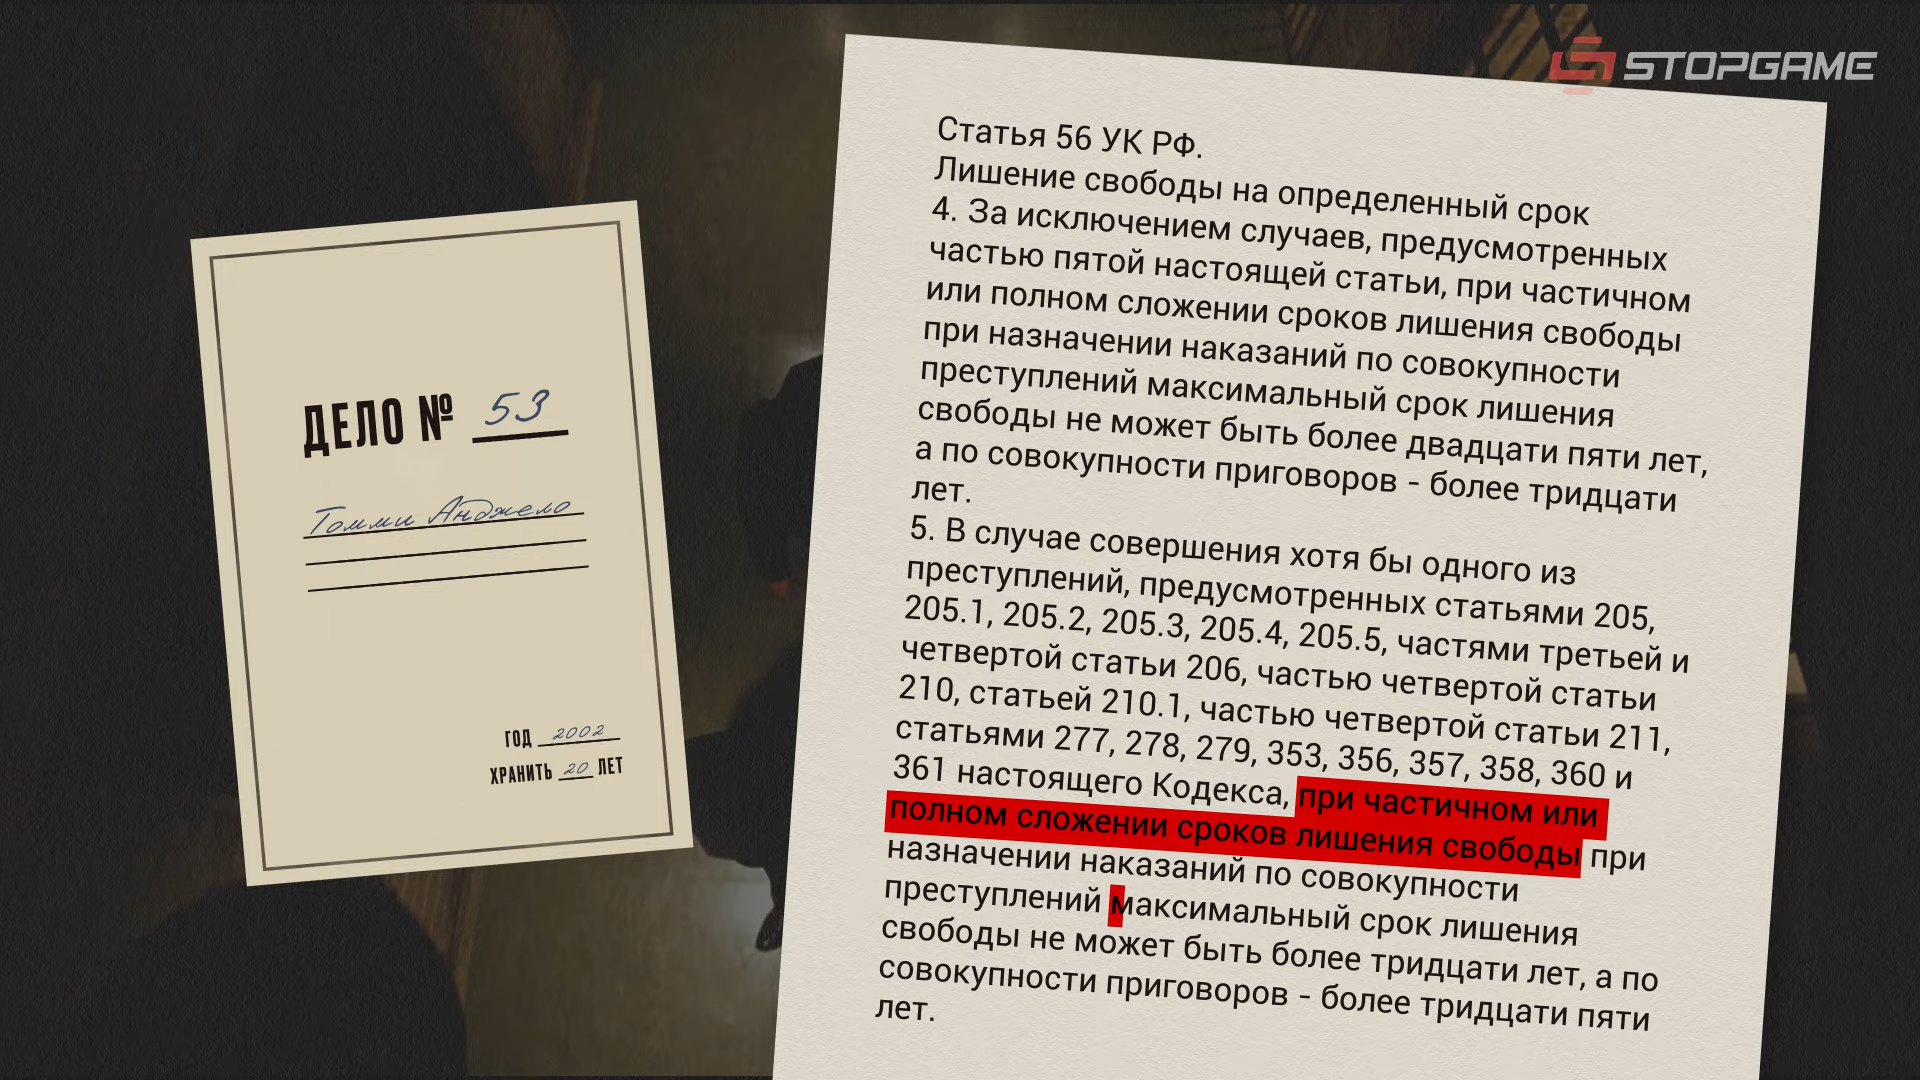 STOPGAME
ДЕЛО № 53
Томми Анджело
ГОД 2002
ХРАНИТЬ 20 ЛЕТ
Статья 56 УК РФ.
Лишение свободы на определенный срок
4. За исключением случаев, предусмотренных
частью пятой настоящей статьи, при частичном
или полном сложении сроков лишения свободы
при назначении наказаний по совокупности
преступлений максимальный срок лишения
свободы не может быть более двадцати пяти лет,
а по совокупности приговоров - более тридцати
лет.
5. В случае совершения хотя бы одного из
преступлений, предусмотренных статьями 205,
205.1, 205.2, 205.3, 205.4, 205.5, частями третьей и
четвертой статьи 206, частью четвертой статьи
210, статьей 210.1, частью четвертой статьи 211,
статьями 277, 278, 279, 353, 356, 357, 358, 360 и
361 настоящего Кодекса, при частичном или
полном сложении сроков лишения свободы при
назначении наказаний по совокупности
преступлений максимальный срок лишения
свободы не может быть более тридцати лет, а по
совокупности приговоров - более тридцати пяти
лет.